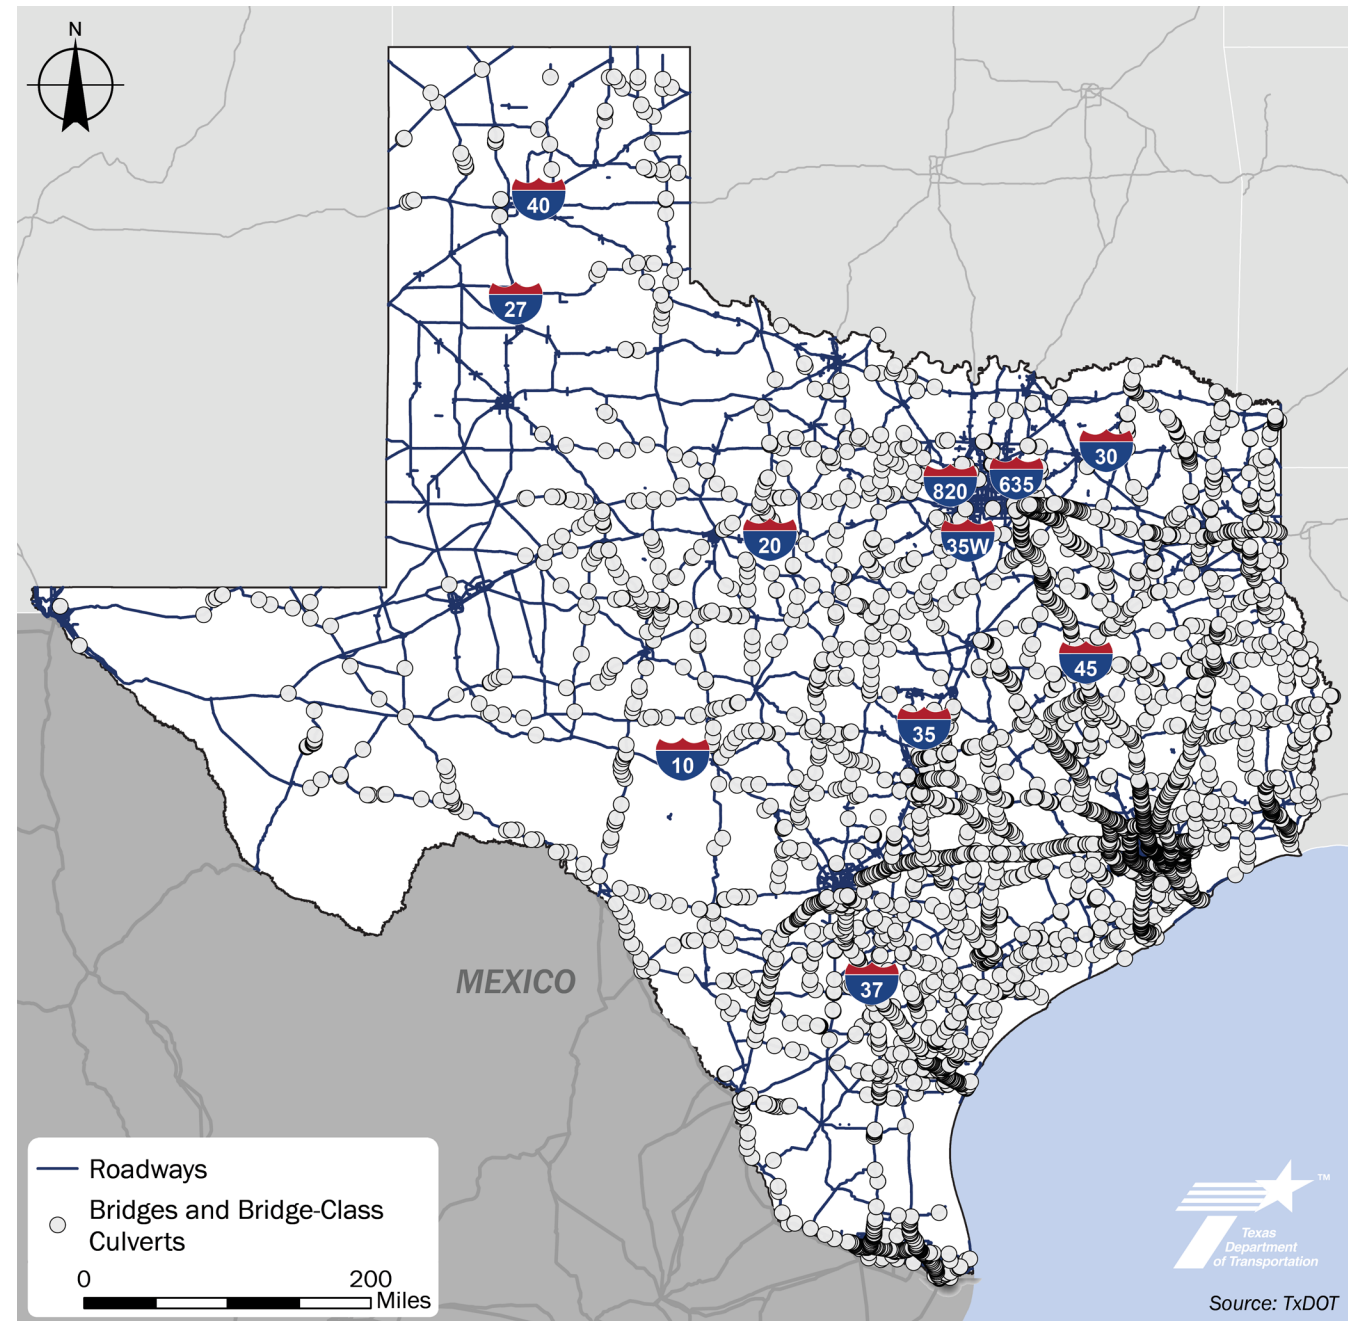 N
40
27
30
820
635
20
35W
45
35
10
37
MEXICO
Roadways
Bridges and Bridge-Class
Culverts
0
200
Miles
TM
Texas
Department
of Transportation
Source: TxDOT